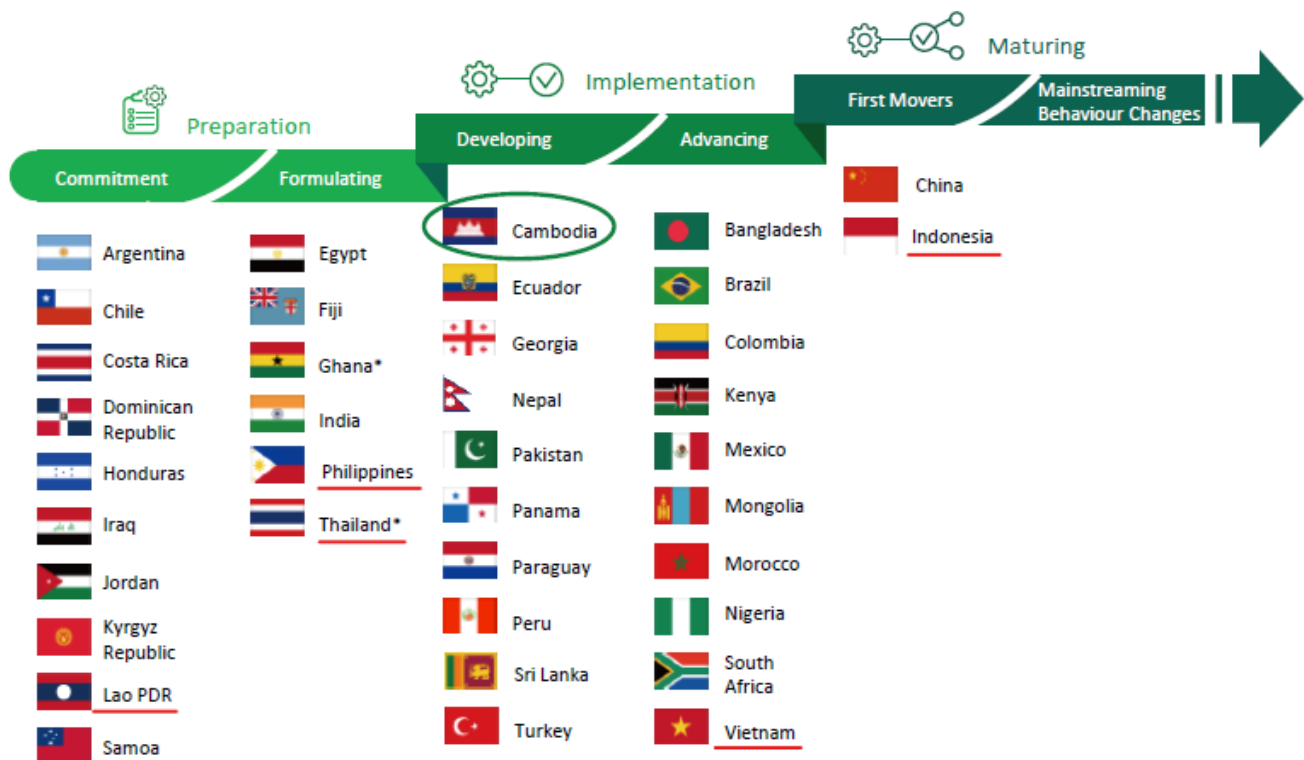 Maturing
First Movers
Mainstreaming
Behaviour Changes
Implementation
Developing
Advancing
Preparation
Commitment
Formulating
Argentina
Chile
Costa Rica
Dominican
Republic
Honduras
Iraq
Jordan
Kyrgyz
Republic
Lao PDR
Samoa
Egypt
Fiji
Ghana*
India
Philippines
Thailand*
Cambodia
Ecuador
Georgia
Nepal
Pakistan
Panama
Paraguay
Peru
Sri Lanka
Turkey
Bangladesh
Brazil
Colombia
Kenya
Mexico
Mongolia
Morocco
Nigeria
South
Africa
Vietnam
China
Indonesia